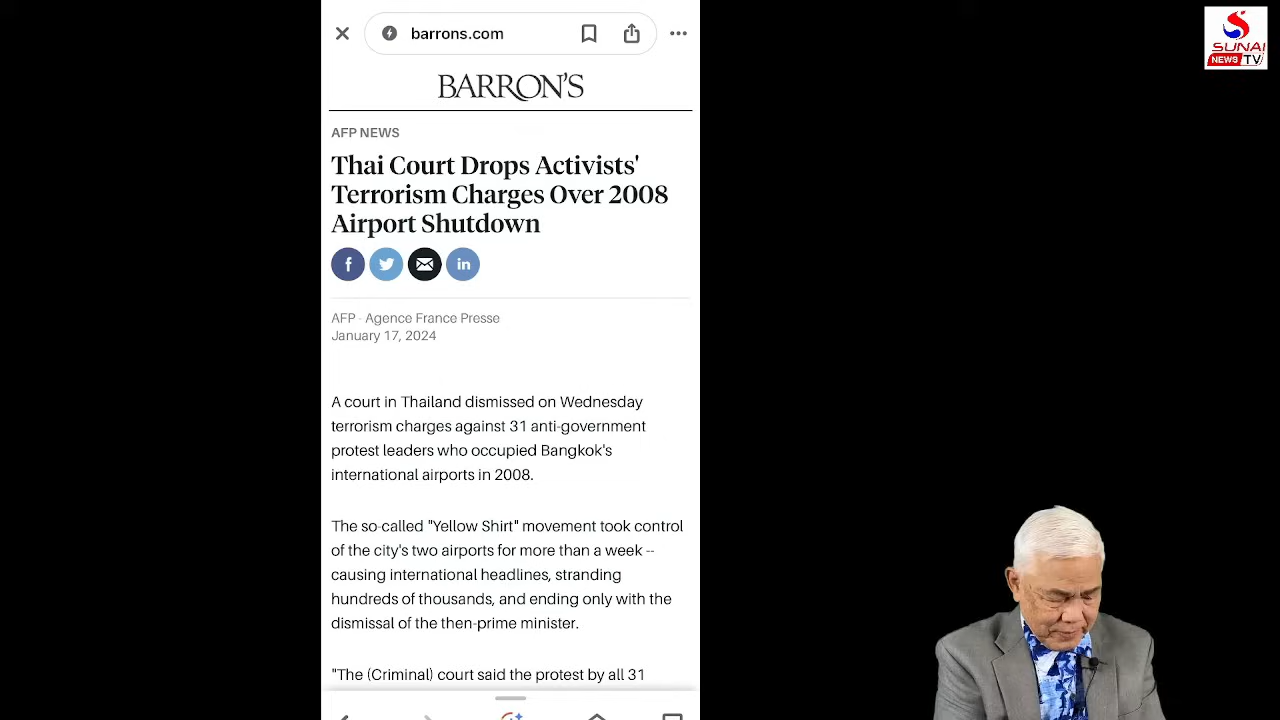 barrons.com
SUNAI
NEWS TV
BARRON'S
AFP NEWS
Thai Court Drops Activists'
Terrorism Charges Over 2008
Airport Shutdown
f
in
AFP - Agence France Presse
January 17, 2024
A court in Thailand dismissed on Wednesday
terrorism charges against 31 anti-government
protest leaders who occupied Bangkok's
international airports in 2008.
The so-called "Yellow Shirt" movement took control
of the city's two airports for more than a week --
causing international headlines, stranding
hundreds of thousands, and ending only with the
dismissal of the then-prime minister.
"The (Criminal) court said the protest by all 31